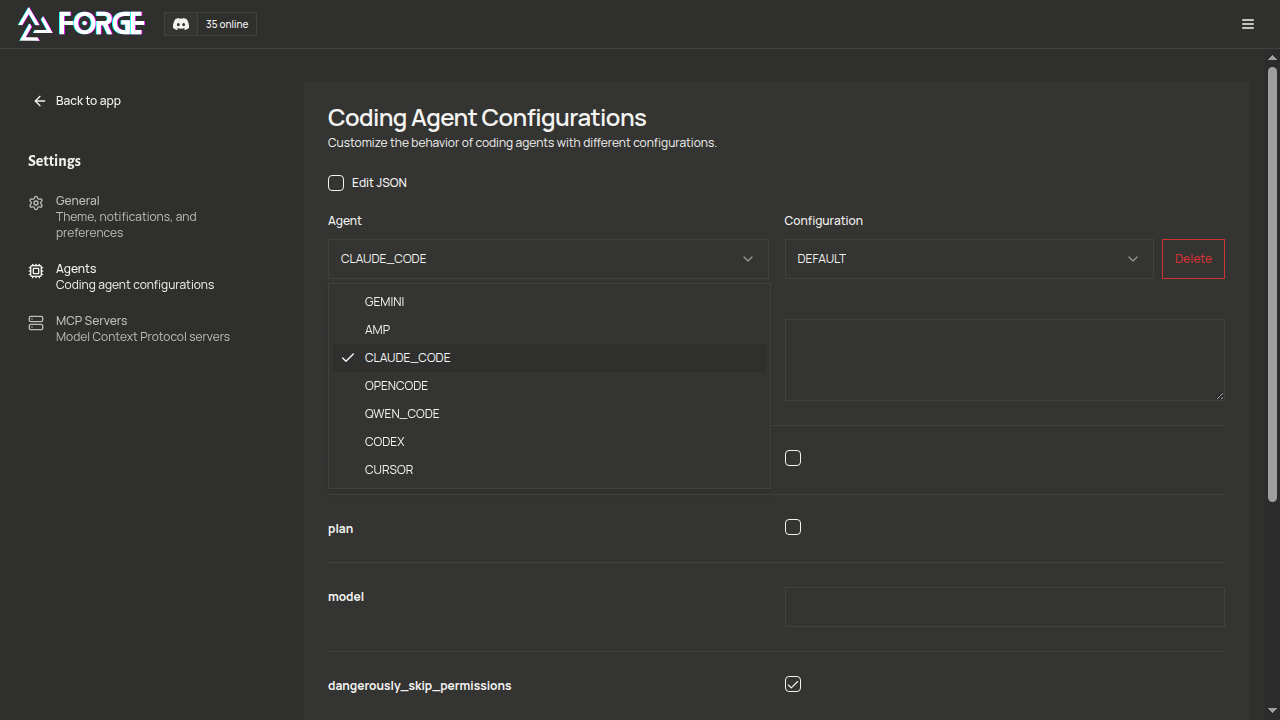 FORGE
35 online
Back to app
Settings
General
Theme, notifications, and
preferences
Agents
Coding agent configurations
MCP Servers
Model Context Protocol servers
Coding Agent Configurations
Customize the behavior of coding agents with different configurations.
Edit JSON
Agent
Configuration
CLAUDE_CODE
DEFAULT
Delete
GEMINI
AMP
CLAUDE_CODE
OPENCODE
QWEN_CODE
CODEX
CURSOR
plan
model
dangerously_skip_permissions